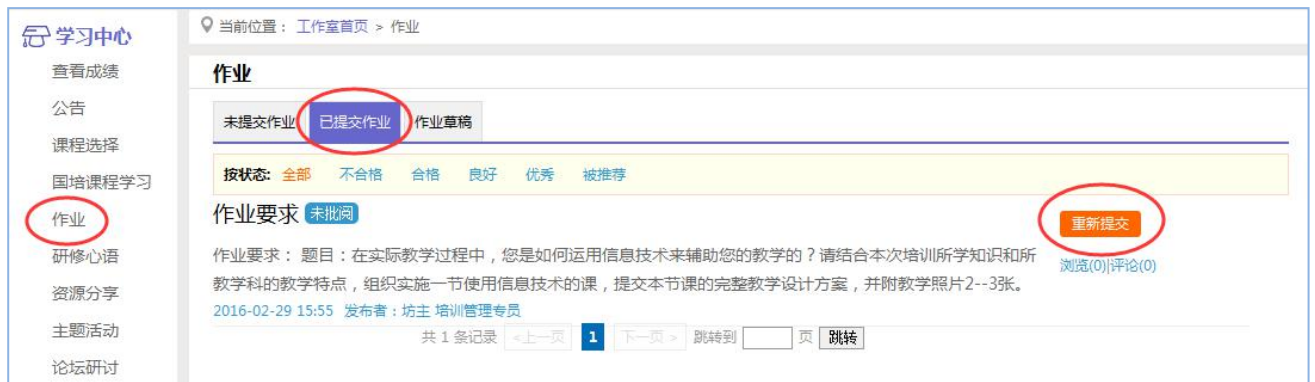 学习中心
查看成绩
公告
课程选择
国培课程学习
作业
研修心语
资源分享
主题活动
论坛研讨
当前位置： 工作室首页 > 作业
作业
未提交作业 已提交作业 作业草稿
按状态: 全部 不合格 合格 良好 优秀 被推荐
作业要求 未批阅
重新提交
作业要求： 题目：在实际教学过程中，您是如何运用信息技术来辅助您的教学的？请结合本次培训所学知识和所
教学科的教学特点，组织实施一节使用信息技术的课，提交本节课的完整教学设计方案，并附教学照片2--3张。
浏览(0)|评论(0)
2016-02-29 15:55 发布者：坊主 培训管理专员
共 1 条记录 <上一页 1 下一页 > 跳转到 页 跳转